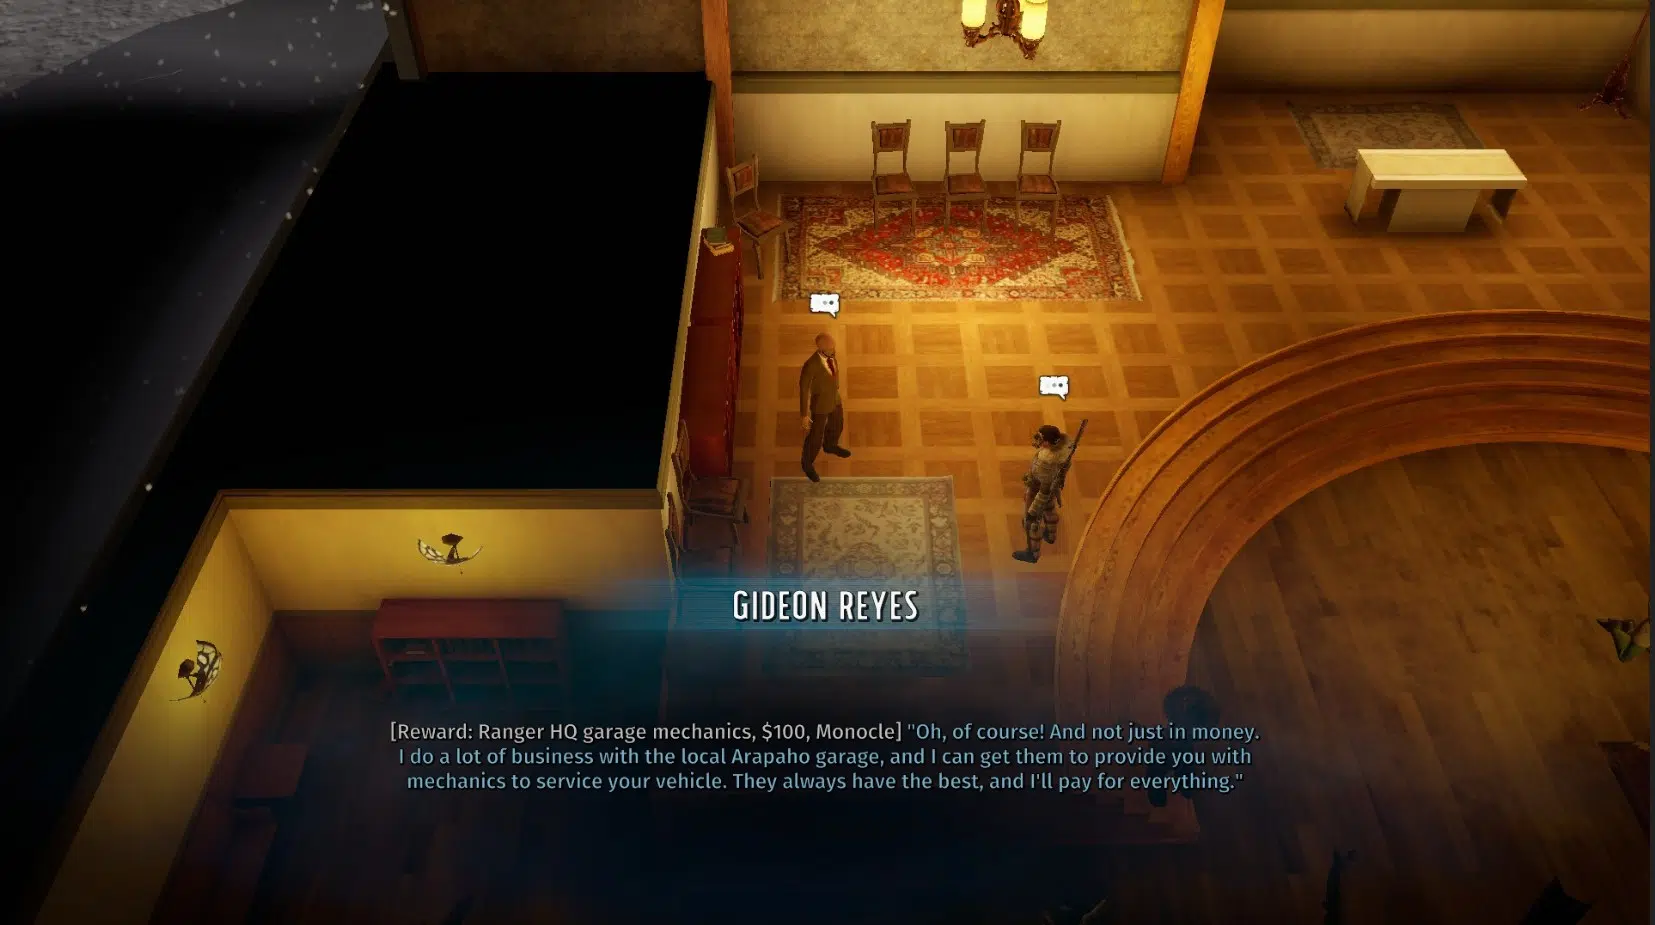 GIDEON REYES
[Reward: Ranger HQ garage mechanics, $100, Monocle] "Oh, of course! And not just in money.
I do a lot of business with the local Arapaho garage, and I can get them to provide you with
mechanics to service your vehicle. They always have the best, and I'll pay for everything."